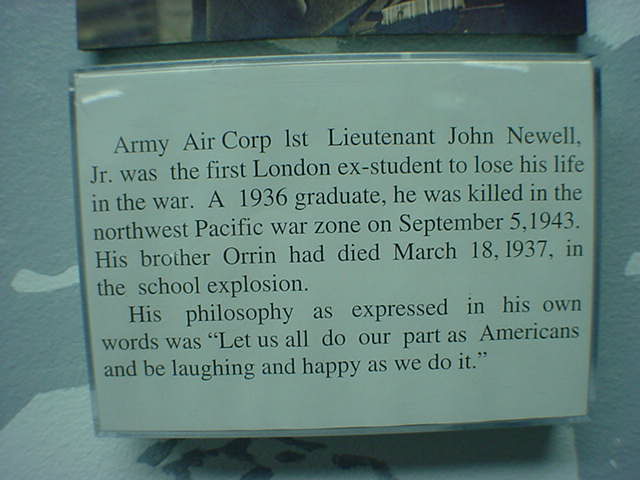 Army Air Corp lst Lieutenant John Newell,
Jr. was the first London ex-student to lose his life
in the war. A 1936 graduate, he was killed in the
northwest Pacific war zone on September 5,1943.
His brother Orrin had died March 18, 1937, in
the school explosion.
His philosophy as expressed in his own
words was “Let us all do our part as Americans
and be laughing and happy as we do it.”